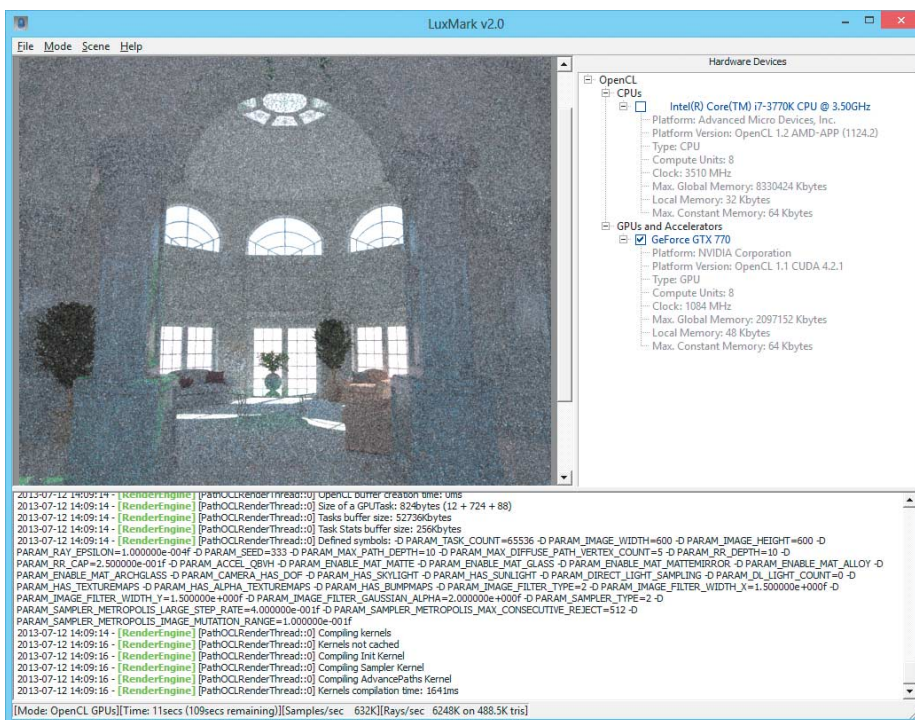 LuxMark v2.0
File Mode Scene Help
Hardware Devices
OpenCL
CPUs
Intel(R) Core(TM) i7-3770K CPU @ 3.50GHz
Platform: Advanced Micro Devices, Inc.
Platform Version: OpenCL 1.2 AMD-APP (1124.2)
Type: CPU
Compute Units: 8
Clock: 3510 MHz
Max. Global Memory: 8330424 Kbytes
Local Memory: 32 Kbytes
Max. Constant Memory: 64 Kbytes
GPUs and Accelerators
GeForce GTX 770
Platform: NVIDIA Corporation
Platform Version: OpenCL 1.1 CUDA 4.2.1
Type: GPU
Compute Units: 8
Clock: 1084 MHz
Max. Global Memory: 2097152 Kbytes
Local Memory: 48 Kbytes
Max. Constant Memory: 64 Kbytes
2013-07-12 14:09:14 - [RenderEngine] [PathOCLRenderThread::0] OpenCL buffer creation time: 0ms
2013-07-12 14:09:14 - [RenderEngine] [PathOCLRenderThread::0] Size of a GPUTask: 824bytes (12 + 724 + 88)
2013-07-12 14:09:14 - [RenderEngine] [PathOCLRenderThread::0] Tasks buffer size: 52736Kbytes
2013-07-12 14:09:14 - [RenderEngine] [PathOCLRenderThread::0] Task Stats buffer size: 256Kbytes
2013-07-12 14:09:14 - [RenderEngine] [PathOCLRenderThread::0] Defined symbols: -D PARAM_TASK_COUNT=65536 -D PARAM_IMAGE_WIDTH=600 -D PARAM_IMAGE_HEIGHT=600 -D
PARAM_RAY_EPSILON=1.000000e-004f -D PARAM_SEED=333 -D PARAM_MAX_PATH_DEPTH=10 -D PARAM_MAX_DIFFUSE_PATH_VERTEX_COUNT=5 -D PARAM_RR_DEPTH=10 -D
PARAM_RR_CAP=2.500000e-001f -D PARAM_ACCEL_QBVH -D PARAM_ENABLE_MAT_MATTE -D PARAM_ENABLE_MAT_GLASS -D PARAM_ENABLE_MAT_MATTEMIRROR -D PARAM_ENABLE_MAT_ALLOY -D
PARAM_ENABLE_MAT_ARCHGLASS -D PARAM_CAMERA_HAS_DOF -D PARAM_HAS_SKYLIGHT -D PARAM_HAS_SUNLIGHT -D PARAM_DIRECT_LIGHT_SAMPLING -D PARAM_DL_LIGHT_COUNT=0 -D
PARAM_HAS_TEXTUREMAPS -D PARAM_HAS_ALPHA_TEXTUREMAPS -D PARAM_HAS_BUMPMAPS -D PARAM_IMAGE_FILTER_TYPE=2 -D PARAM_IMAGE_FILTER_WIDTH_X=1.500000e+000f -D
PARAM_IMAGE_FILTER_WIDTH_Y=1.500000e+000f -D PARAM_IMAGE_FILTER_GAUSSIAN_ALPHA=2.000000e+000f -D PARAM_SAMPLER_TYPE=2 -D
PARAM_SAMPLER_METROPOLIS_LARGE_STEP_RATE=4.000000e-001f -D PARAM_SAMPLER_METROPOLIS_MAX_CONSECUTIVE_REJECT=512 -D
PARAM_SAMPLER_METROPOLIS_IMAGE_MUTATION_RANGE=1.000000e-001f
2013-07-12 14:09:14 - [RenderEngine] [PathOCLRenderThread::0] Compiling kernels
2013-07-12 14:09:16 - [RenderEngine] [PathOCLRenderThread::0] Kernels not cached
2013-07-12 14:09:16 - [RenderEngine] [PathOCLRenderThread::0] Compiling Init Kernel
2013-07-12 14:09:16 - [RenderEngine] [PathOCLRenderThread::0] Compiling Sampler Kernel
2013-07-12 14:09:16 - [RenderEngine] [PathOCLRenderThread::0] Compiling AdvancePaths Kernel
2013-07-12 14:09:16 - [RenderEngine] [PathOCLRenderThread::0] Kernels compilation time: 1641ms
[Mode: OpenCL GPUs][Time: 11secs (109secs remaining)][Samples/sec 632K][Rays/sec 6248K on 488.5K tris]